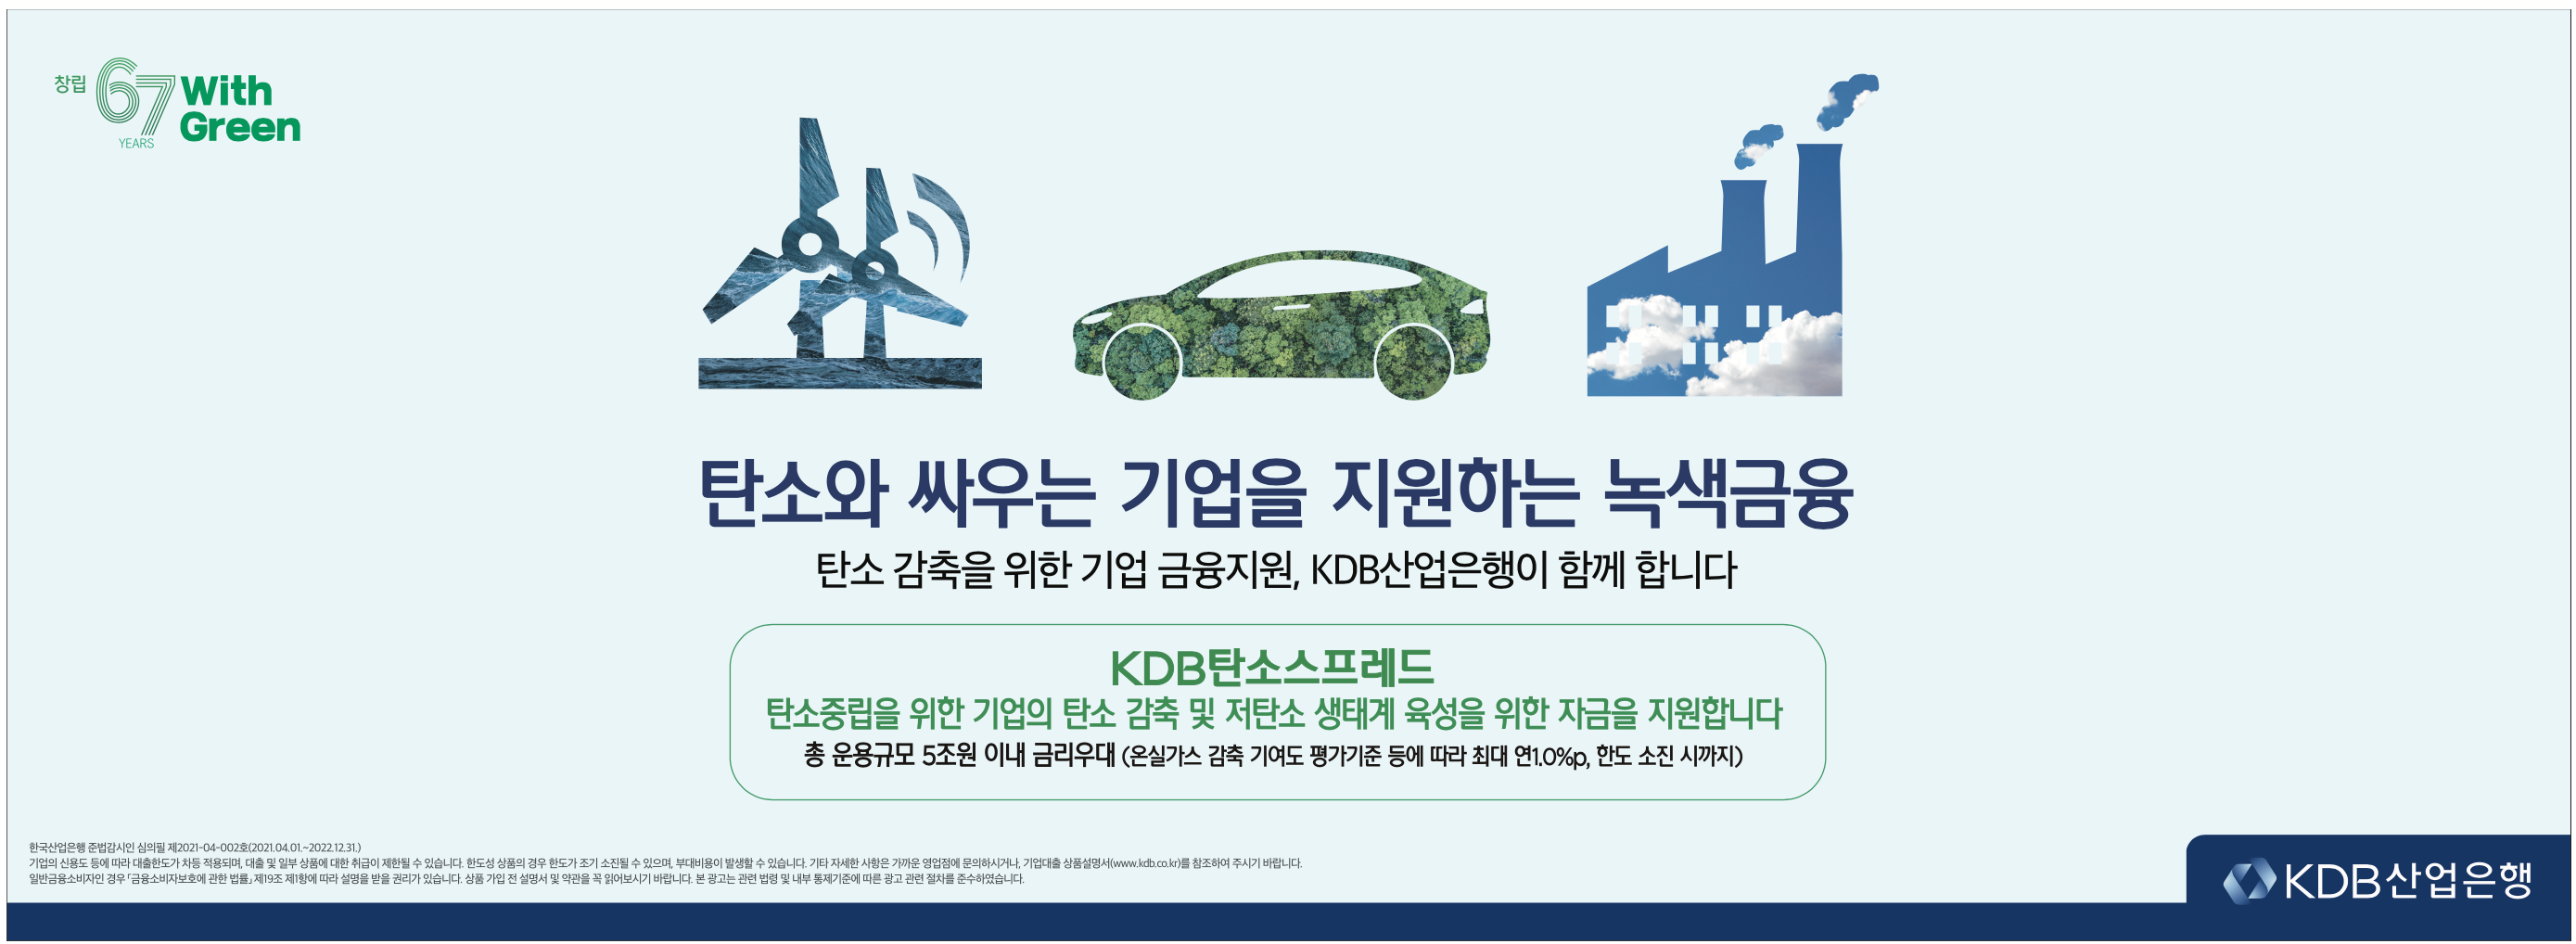 창립 67 YEARS With Green
탄소와 싸우는 기업을 지원하는 녹색금융
탄소 감축을 위한 기업 금융지원, KDB산업은행이 함께 합니다
KDB탄소스프레드
탄소중립을 위한 기업의 탄소 감축 및 저탄소 생태계 육성을 위한 자금을 지원합니다
총 운용규모 5조원 이내 금리우대 (온실가스 감축 기여도 평가기준 등에 따라 최대 연1.0%p, 한도 소진 시까지)
한국산업은행 준법감시인 심의필 제2021-04-002호(2021.04.01.~2022.12.31.)
기업의 신용도 등에 따라 대출한도가 차등 적용되며, 대출 및 일부 상품에 대한 취급이 제한될 수 있습니다. 한도성 상품의 경우 한도가 조기 소진될 수 있으며, 부대비용이 발생할 수 있습니다. 기타 자세한 사항은 가까운 영업점에 문의하시거나, 기업대출 상품설명서(www.kdb.co.kr)를 참조하여 주시기 바랍니다.
일반금융소비자인 경우 「금융소비자보호에 관한 법률」 제19조 제1항에 따라 설명을 받을 권리가 있습니다. 상품 가입 전 설명서 및 약관을 꼭 읽어보시기 바랍니다. 본 광고는 관련 법령 및 내부 통제기준에 따른 광고 관련 절차를 준수하였습니다.
KDB산업은행